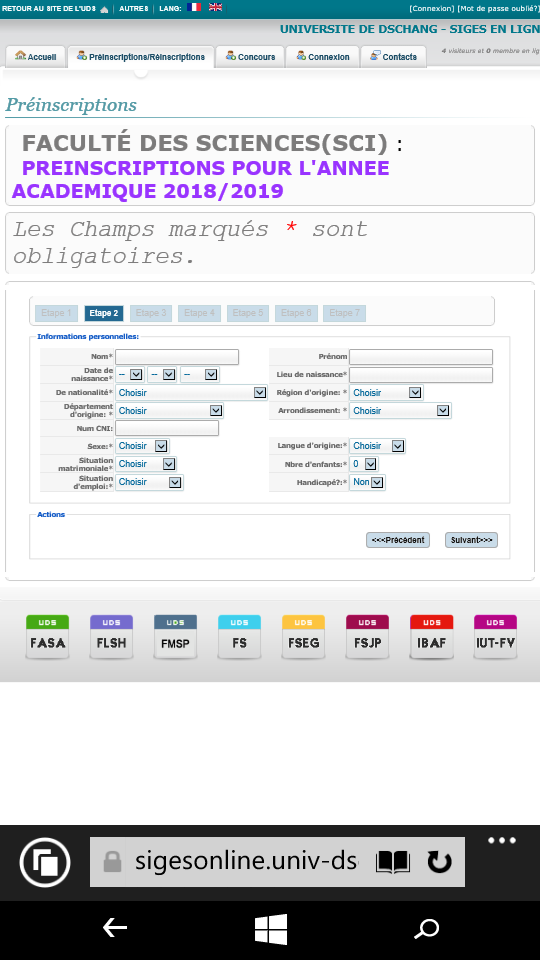 RETOUR AU SITE DE L'UDS | AUTRES | LANG: [Connexion] [Mot de passe oublié?]
UNIVERSITE DE DSCHANG - SIGES EN LIGN
Accueil Préinscriptions/Réinscriptions Concours Connexion Contacts 4 visiteurs et 0 membre en lig
Préinscriptions
FACULTÉ DES SCIENCES(SCI) :
PREINSCRIPTIONS POUR L'ANNEE
ACADEMIQUE 2018/2019
Les Champs marqués * sont
obligatoires.
Etape 1 Etape 2 Etape 3 Etape 4 Etape 5 Etape 6 Etape 7
Informations personnelles:
Nom* Prénom
Date de naissance* -- -- -- Lieu de naissance*
De nationalité* Choisir Région d'origine: * Choisir
Département d'origine: * Choisir Arrondissement: * Choisir
Num CNI:
Sexe:* Choisir Langue d'origine:* Choisir
Situation matrimoniale* Choisir Nbre d'enfants:* 0
Situation d'emploi:* Choisir Handicapé?:* Non
Actions
<<<Précédent Suivant>>>
UDS UDS UDS UDS UDS UDS UDS UDS
FASA FLSH FMSP FS FSEG FSJP IBAF IUT-FV
sigesonline.univ-ds